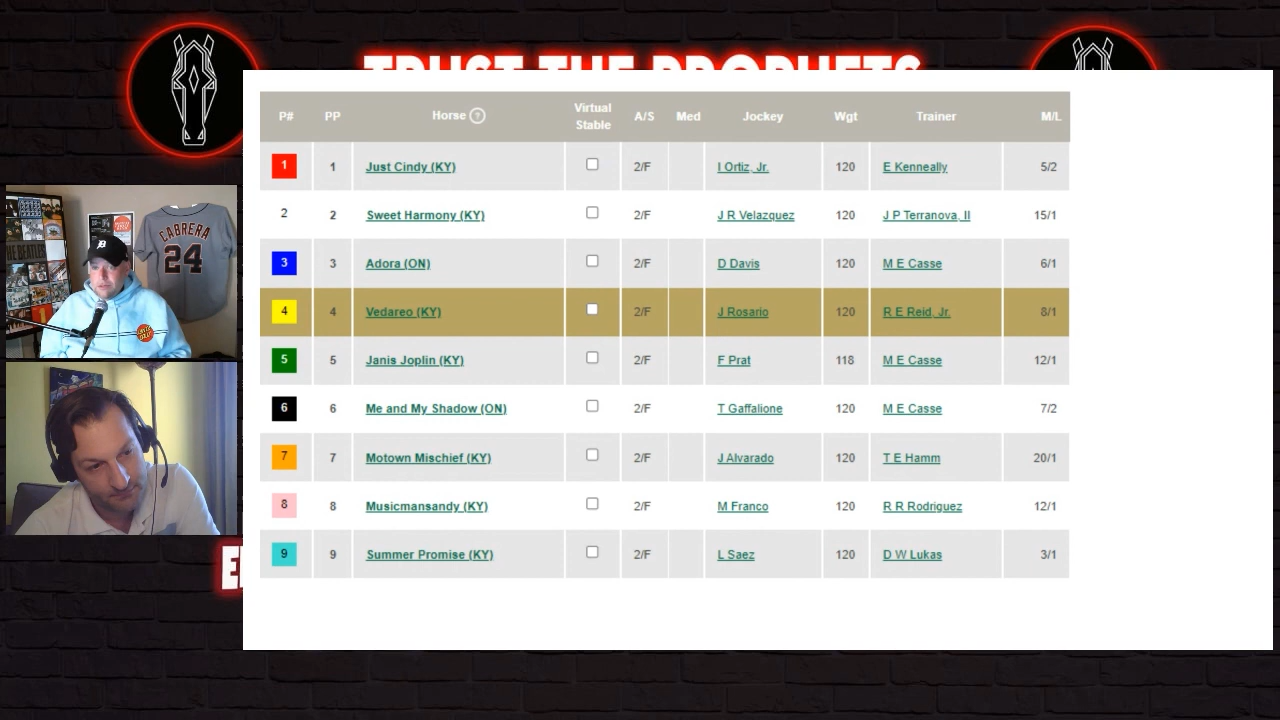 TRUST THE PROPHETS
P# PP Horse ? Virtual Stable A/S Med Jockey Wgt Trainer M/L
1 1 Just Cindy (KY) 2/F I Ortiz, Jr. 120 E Kenneally 5/2
2 2 Sweet Harmony (KY) 2/F J R Velazquez 120 J P Terranova, II 15/1
3 3 Adora (ON) 2/F D Davis 120 M E Casse 6/1
4 4 Vedareo (KY) 2/F J Rosario 120 R E Reid, Jr. 8/1
5 5 Janis Joplin (KY) 2/F F Prat 118 M E Casse 12/1
6 6 Me and My Shadow (ON) 2/F T Gaffalione 120 M E Casse 7/2
7 7 Motown Mischief (KY) 2/F J Alvarado 120 T E Hamm 20/1
8 8 Musicmansandy (KY) 2/F M Franco 120 R R Rodriguez 12/1
9 9 Summer Promise (KY) 2/F L Saez 120 D W Lukas 3/1
CABRERA
24
THE BEATLES